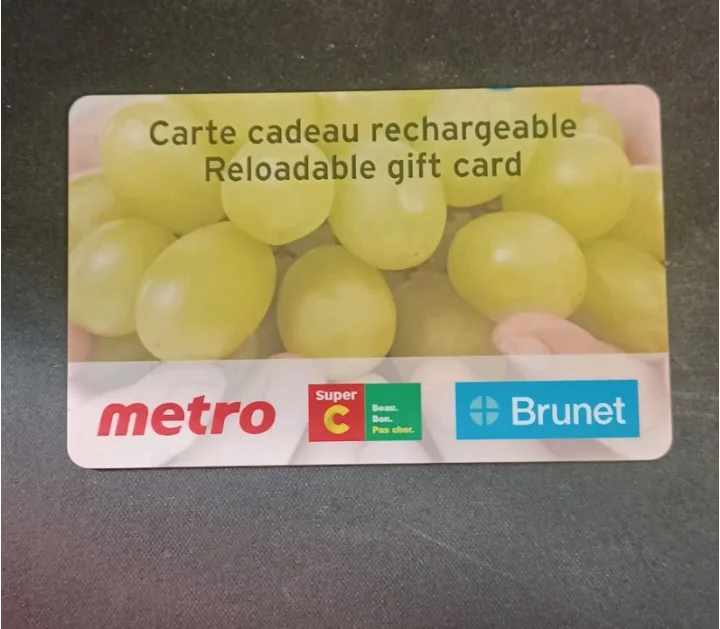 Carte cadeau rechargeable
Reloadable gift card
metro
Super
C
Beau.
Bon.
Pas cher.
Brunet